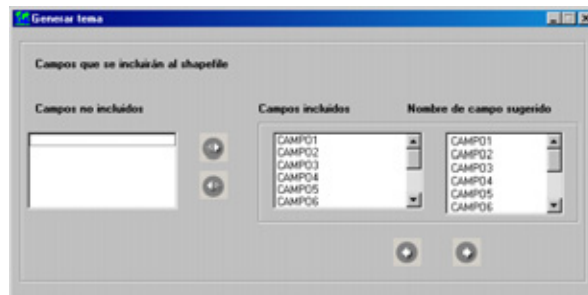 Generar tema
Campos que se incluirán al shapefile
Campos no incluidos
Campos incluidos
Nombre de campo sugerido
CAMPO1
CAMPO2
CAMPO3
CAMPO4
CAMPO5
CAMPO6
CAMPO1
CAMPO2
CAMPO3
CAMPO4
CAMPO5
CAMPO6